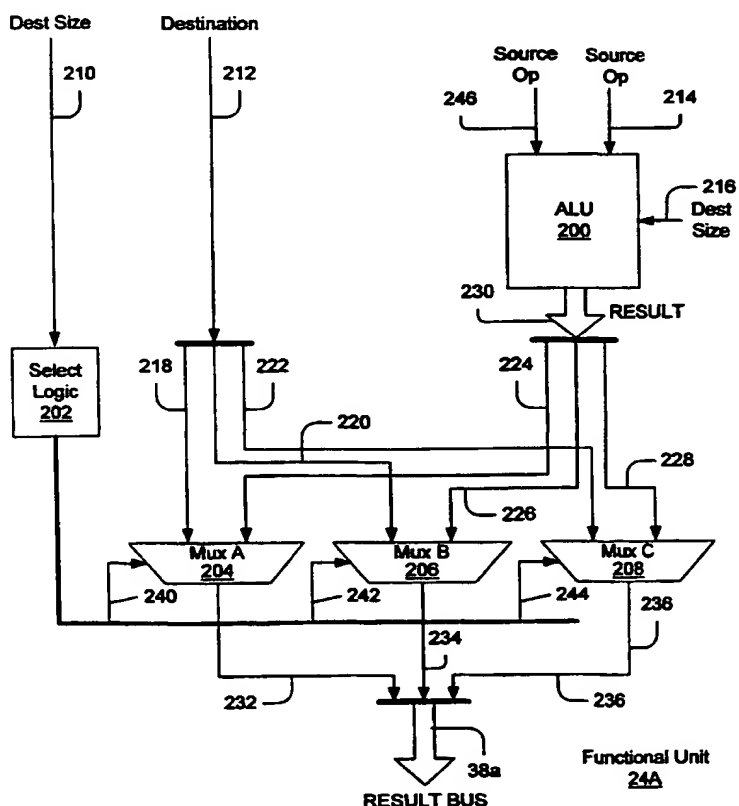 Dest Size
Destination
210
212
Source
Op
Source
Op
246
214
ALU
200
216
Dest
Size
230
RESULT
Select
Logic
202
218
222
224
220
226
228
Mux A
204
Mux B
206
Mux C
208
240
242
244
236
234
232
236
38a
Functional Unit
24A
RESULT BUS